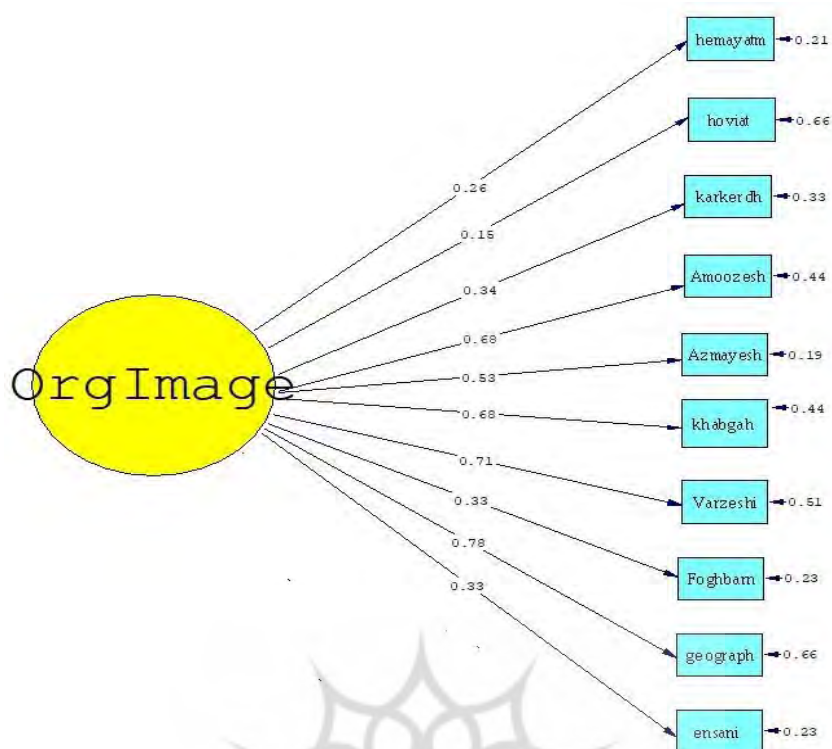 OrgImage
0.26
0.15
0.34
0.68
0.53
0.68
0.71
0.33
0.78
0.33
hemayatm
0.21
hoviat
0.66
karkerdh
0.33
Amoozesh
0.44
Azmayesh
0.19
khabgah
0.44
Varzeshi
0.51
Foghbarn
0.23
geograph
0.66
ensani
0.23